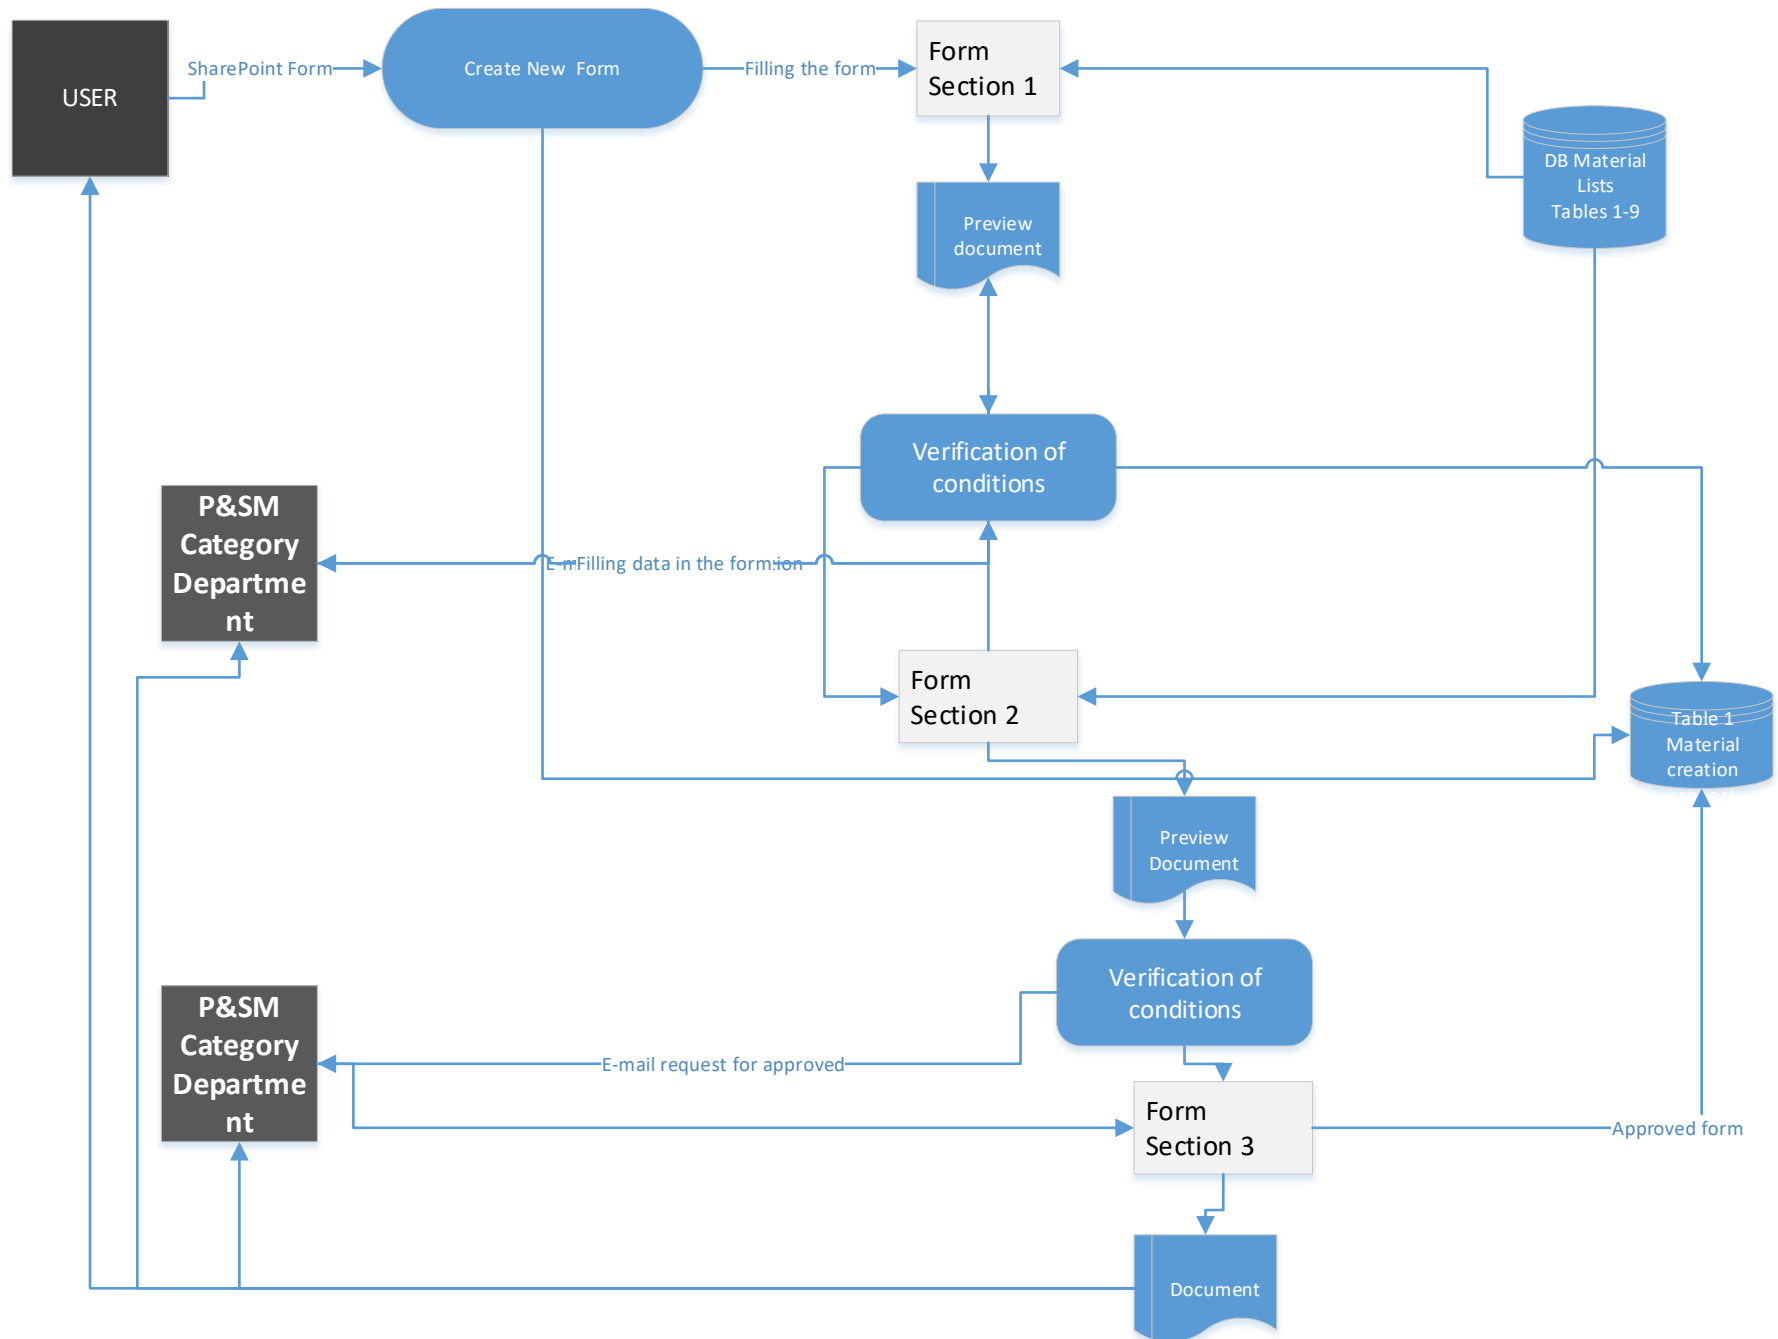 USER
SharePoint Form
Create New Form
Filling the form
Form
Section 1
DB Material
Lists
Tables 1-9
Preview
document
Verification of
conditions
P&SM
Category
Departme
nt
Filling data in the form
Form
Section 2
Table 1
Material
creation
Preview
Document
Verification of
conditions
P&SM
Category
Departme
nt
E-mail request for approved
Form
Section 3
Approved form
Document